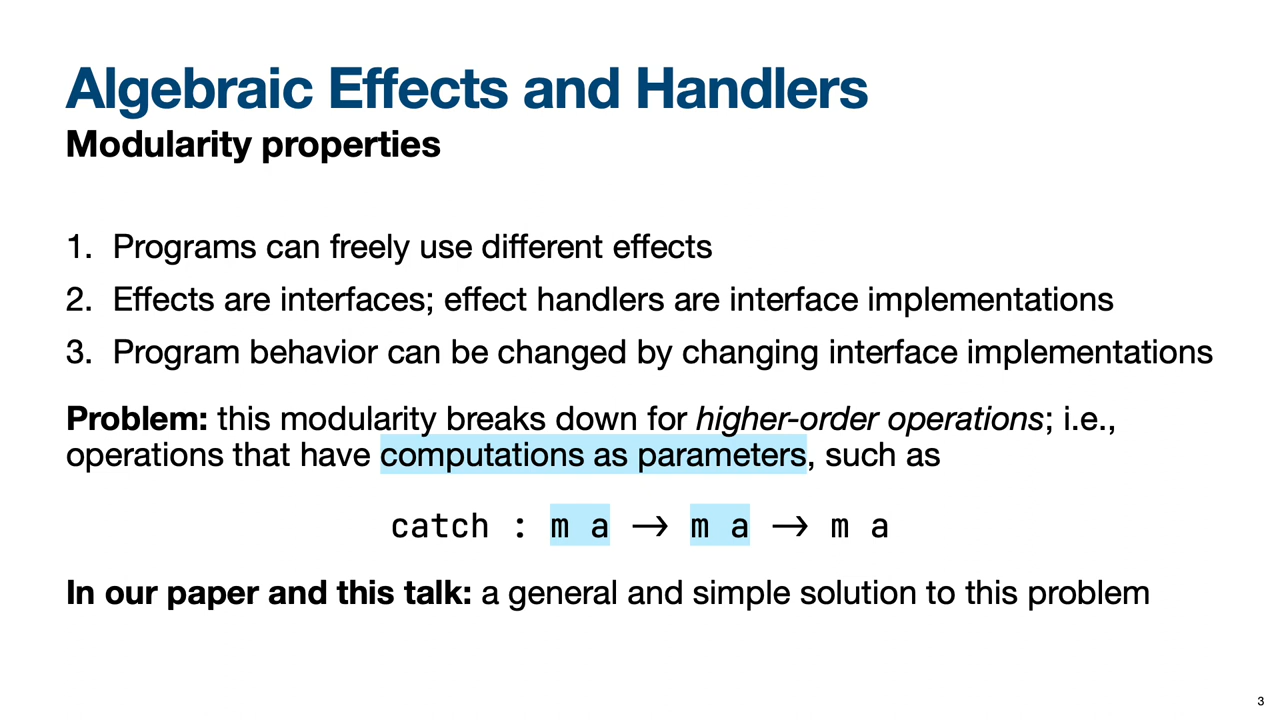 Algebraic Effects and Handlers
Modularity properties
1. Programs can freely use different effects
2. Effects are interfaces; effect handlers are interface implementations
3. Program behavior can be changed by changing interface implementations
Problem: this modularity breaks down for higher-order operations; i.e.,
operations that have computations as parameters, such as
catch : m a → m a → m a
In our paper and this talk: a general and simple solution to this problem
3